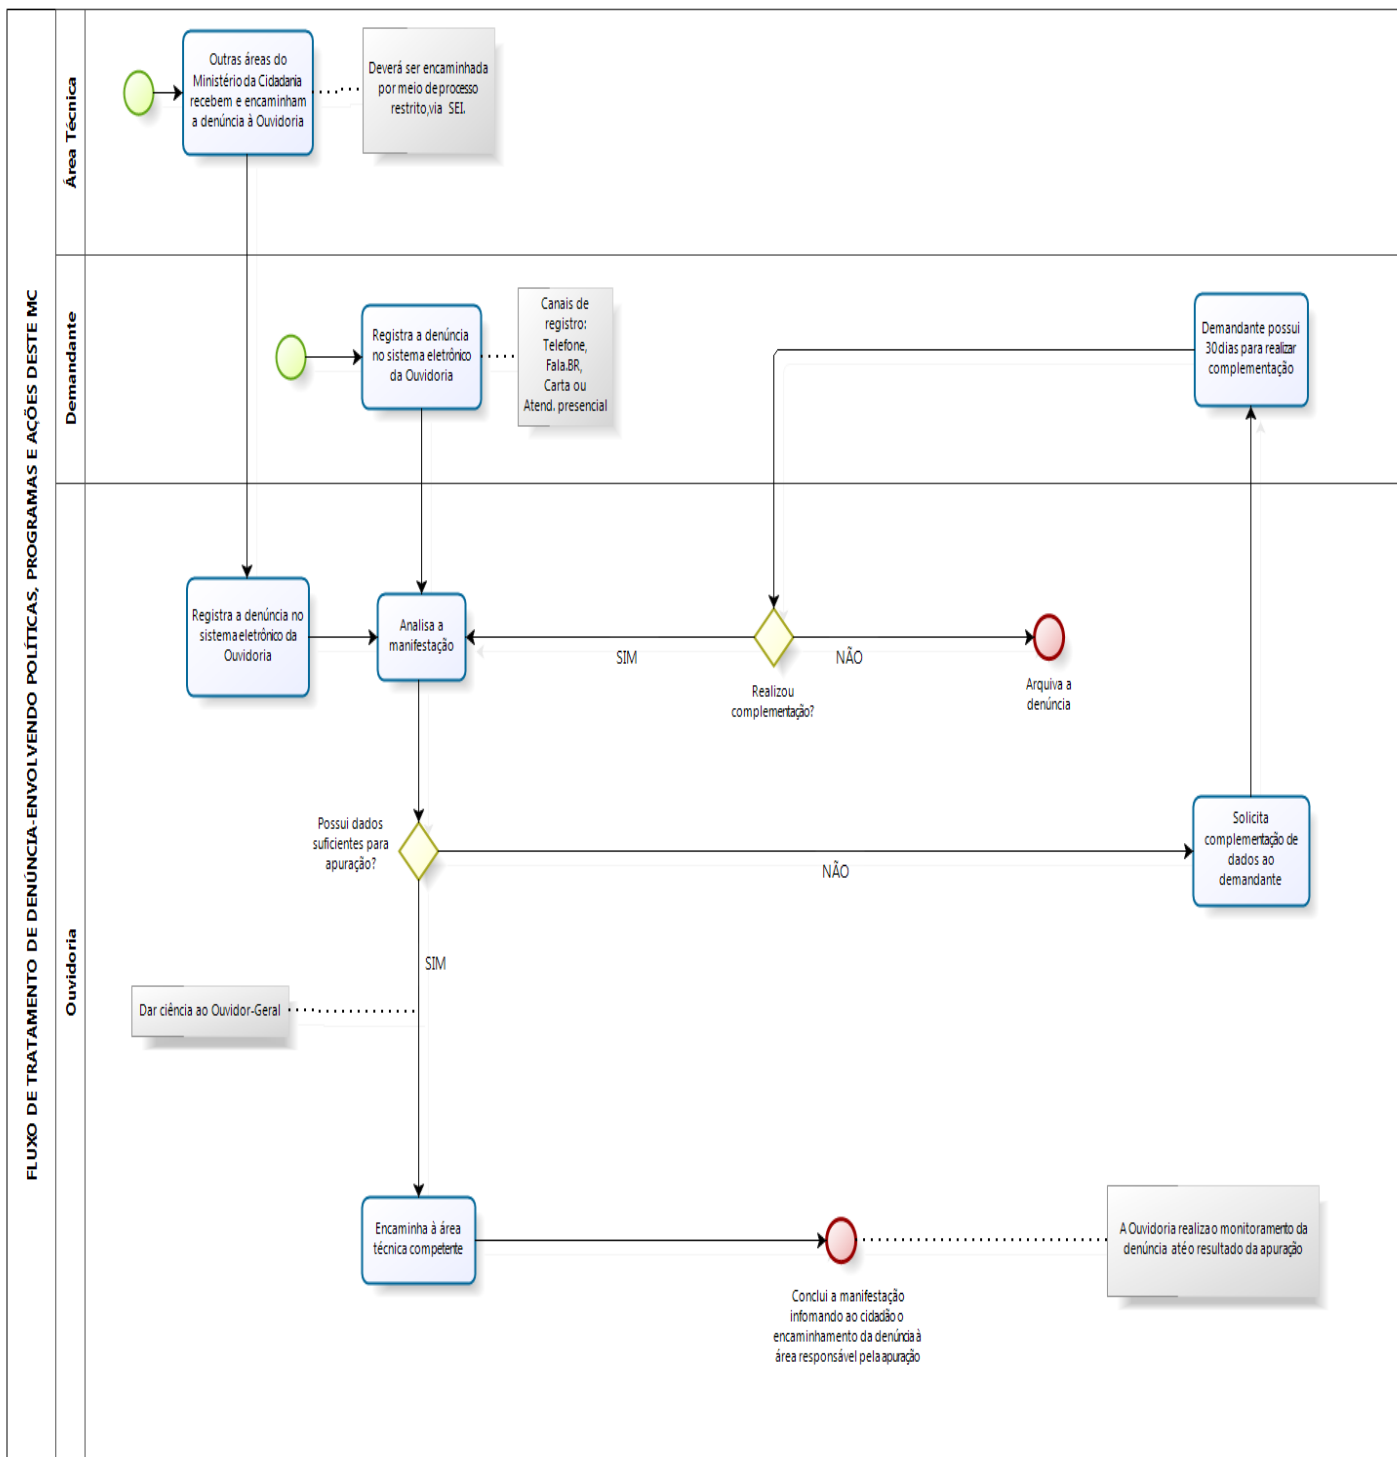 FLUXO DE TRATAMENTO DE DENÚNCIA-ENVOLVENDO POLÍTICAS, PROGRAMAS E AÇÕES DESTE MC
Área Técnica
Outras áreas do
Ministério da Cidadania
recebem e encaminham
a denúncia à Ouvidoria
Deverá ser encaminhada
por meio de processo
restrito,via SEI.
Demandante
Registra a denúncia
no sistema eletrônico
da Ouvidoria
Canais de
registro:
Telefone,
Fala.BR,
Carta ou
Atend. presencial
Demandante possui
30 dias para realizar
complementação
Ouvidoria
Registra a denúncia no
sistema eletrônico da
Ouvidoria
Analisa a
manifestação
SIM
Realizou
complementação?
NÃO
Arquiva a
denúncia
Possui dados
suficientes para
apuração?
NÃO
Solicita
complementação de
dados ao
demandante
SIM
Dar ciência ao Ouvidor-Geral
Encaminha à área
técnica competente
Conclui a manifestação
infomando ao cidadão o
encaminhamento da denúncia à
área responsável pela apuração
A Ouvidoria realiza o monitoramento da
denúncia até o resultado da apuração